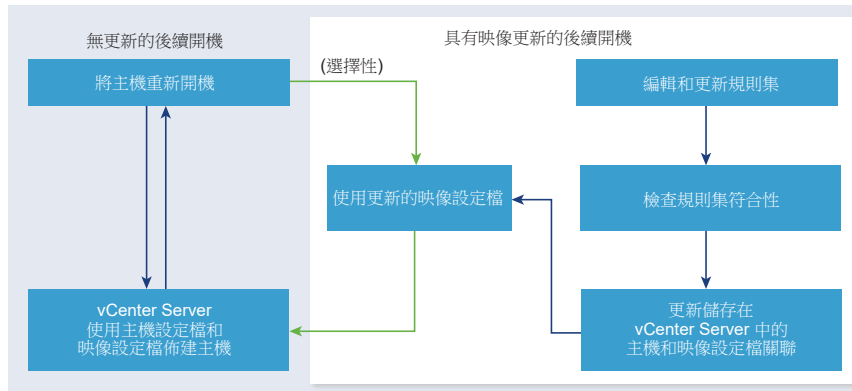 無更新的後續開機
具有映像更新的後續開機
將主機重新開機
(選擇性)
編輯和更新規則集
使用更新的映像設定檔
檢查規則集符合性
vCenter Server
使用主機設定檔和
映像設定檔佈建主機
更新儲存在
vCenter Server 中的
主機和映像設定檔關聯